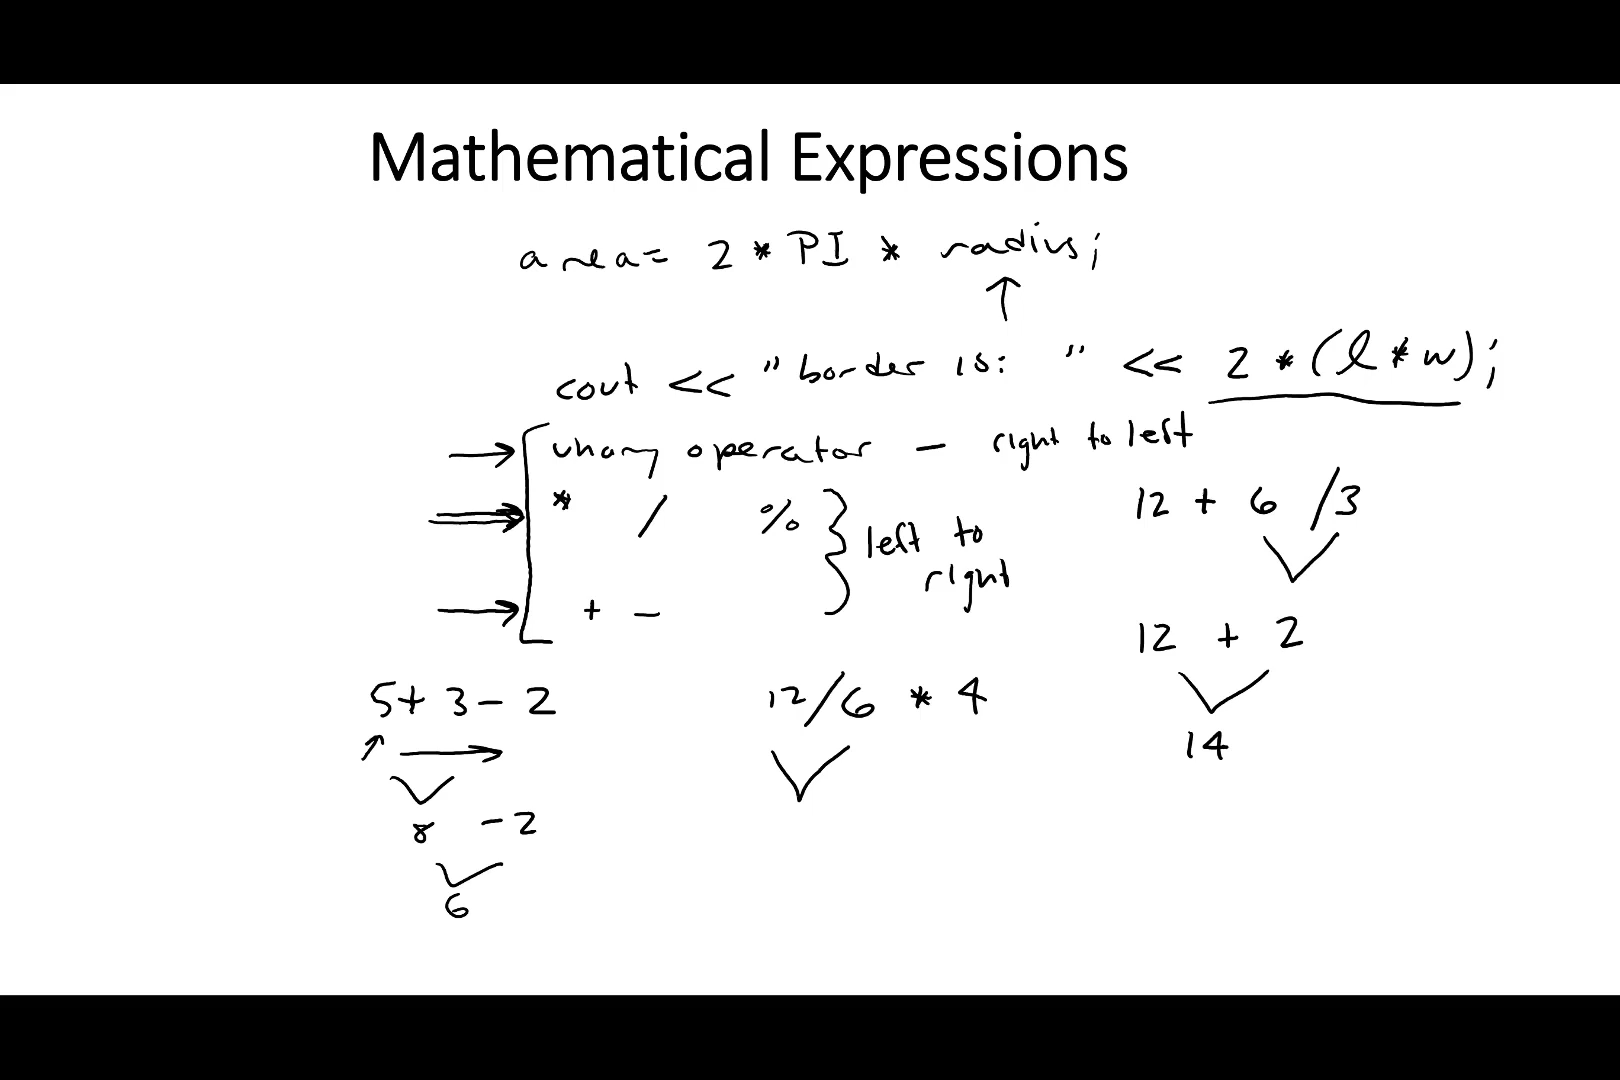 Mathematical Expressions
area= 2 * PI * radius;
cout << "border is: " << 2 * (l * w);
unary operator - right to left
* / % left to right
+ -
12 + 6 /3
12 + 2
14
5+ 3- 2
8 -2
6
12/6 * 4